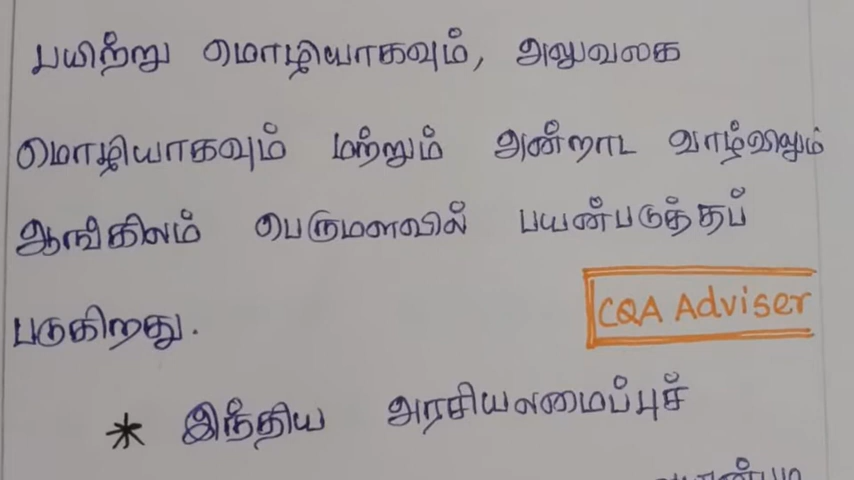 பயிற்று மொழியாகவும், அலுவலக
மொழியாகவும் மற்றும் அன்றாட வாழ்விலும்
ஆங்கிலம் பெருமளவில் பயன்படுத்தப்
படுகிறது.
CQA Adviser
* இந்திய அரசியலமைப்புச்